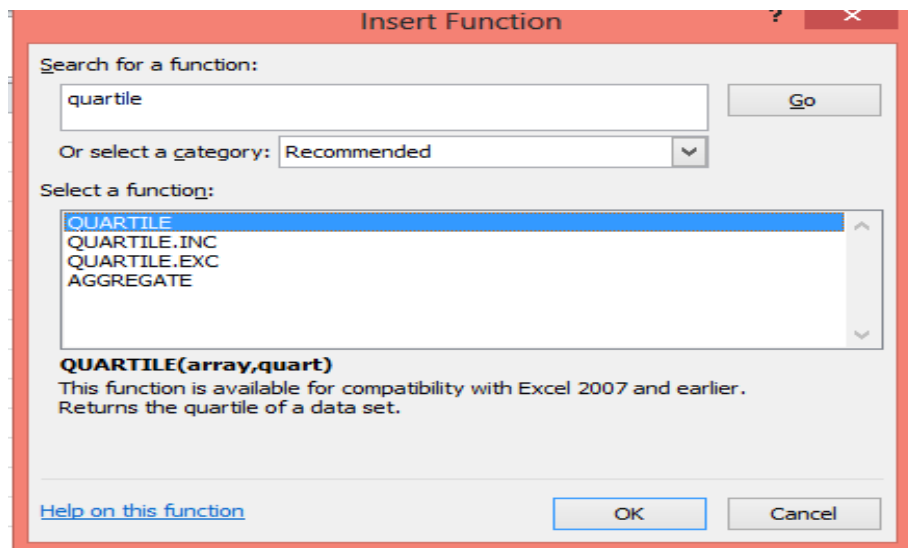 Insert Function
?
Search for a function:
quartile
Go
Or select a category: Recommended
Select a function:
QUARTILE
QUARTILE.INC
QUARTILE.EXC
AGGREGATE
QUARTILE(array,quart)
This function is available for compatibility with Excel 2007 and earlier.
Returns the quartile of a data set.
Help on this function
OK
Cancel